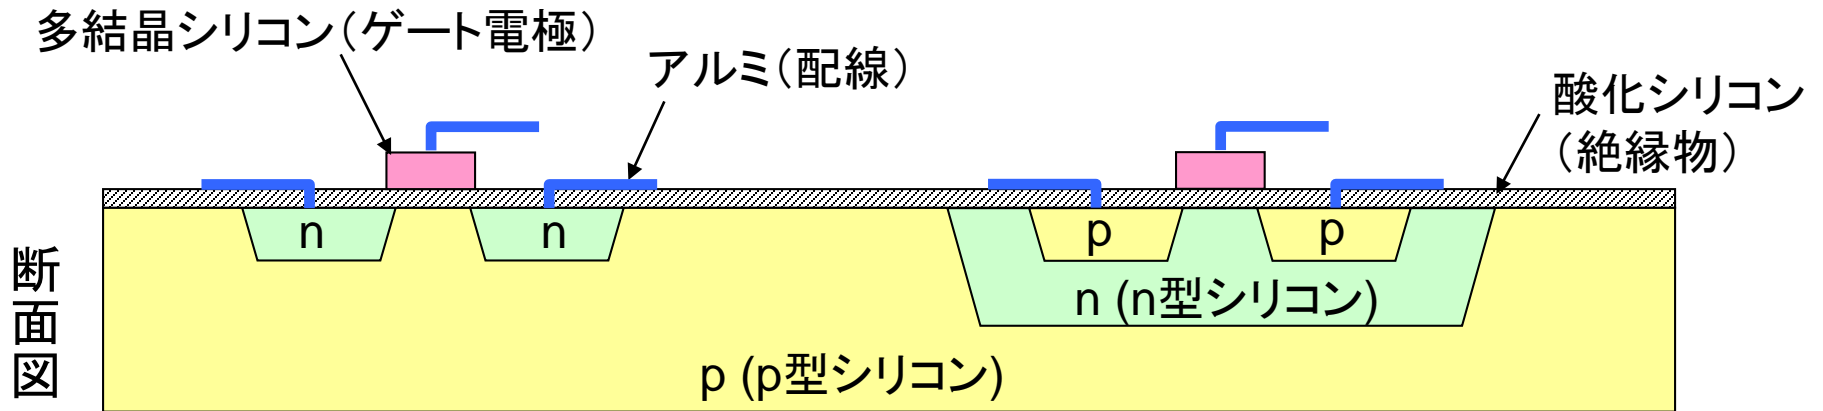 多結晶シリコン（ゲート電極）
アルミ（配線）
酸化シリコン
（絶縁物）
n
n
p
p
n (n型シリコン)
p (p型シリコン)
断面図